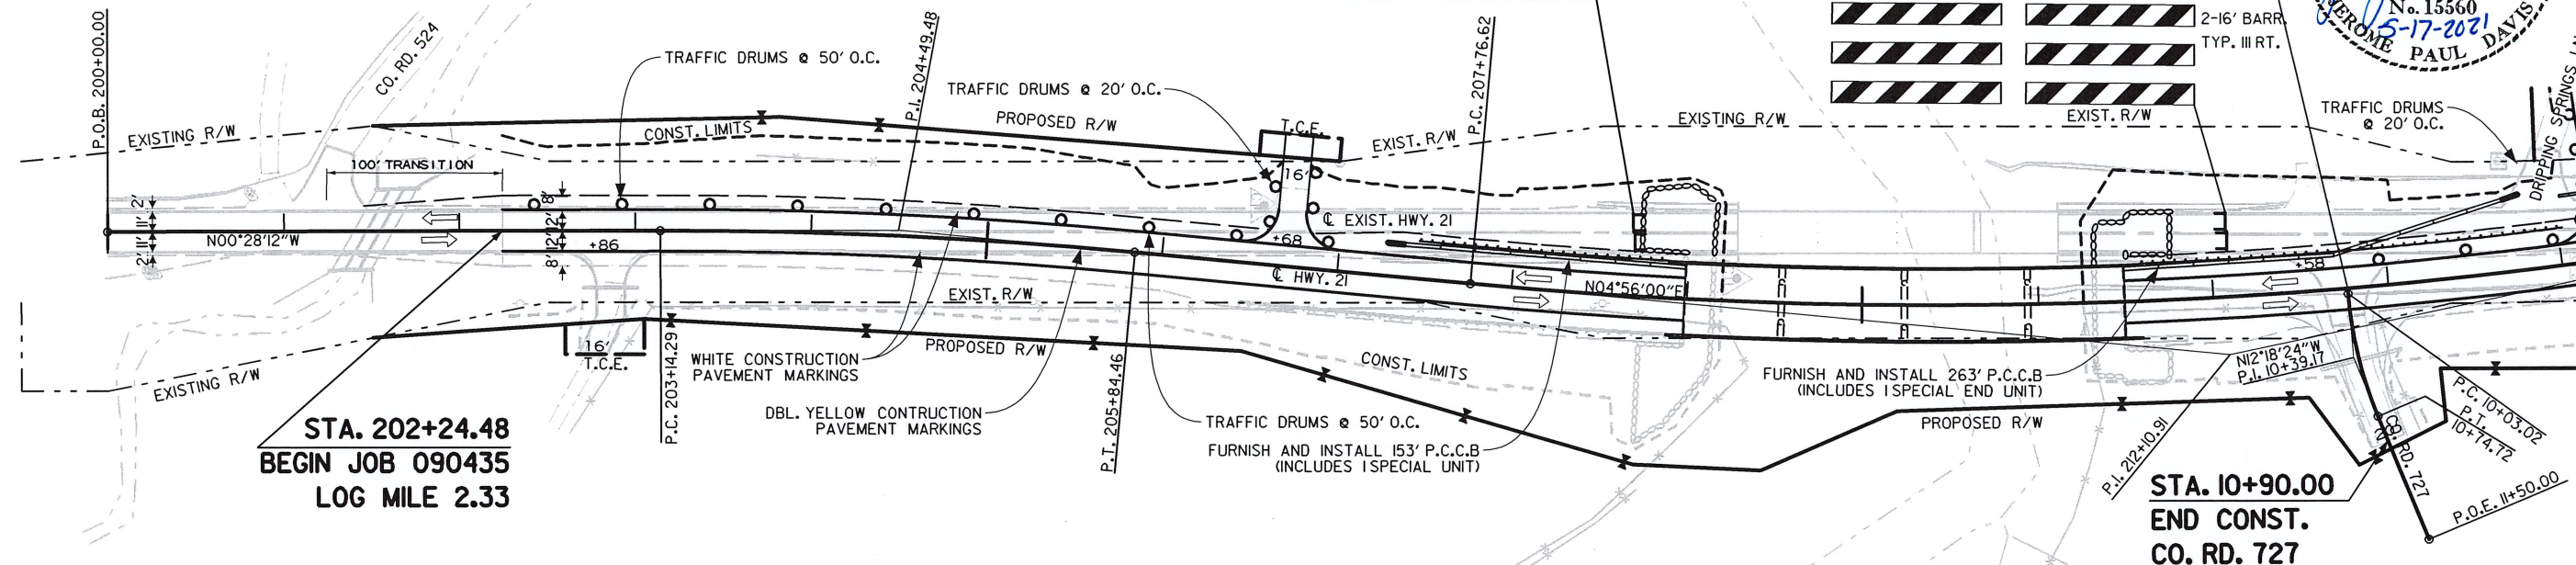 P.O.B. 200+00.00
EXISTING R/W
CO. RD. 524
100' TRANSITION
2'
11'
11'
2'
N00°28'12"W
EXISTING R/W
STA. 202+24.48
BEGIN JOB 090435
LOG MILE 2.33
CONST. LIMITS
TRAFFIC DRUMS @ 50' O.C.
8'
12'
12'
8'
+86
16'
T.C.E.
P.C. 203+14.29
P.I. 204+49.48
TRAFFIC DRUMS @ 20' O.C.
PROPOSED R/W
WHITE CONSTRUCTION
PAVEMENT MARKINGS
DBL. YELLOW CONTRUCTION
PAVEMENT MARKINGS
EXIST. R/W
PROPOSED R/W
P.T. 205+84.46
TRAFFIC DRUMS @ 50' O.C.
FURNISH AND INSTALL 153' P.C.C.B
(INCLUDES 1 SPECIAL UNIT)
T.C.E.
16'
+68
EXIST. R/W
℄ EXIST. HWY. 21
℄ HWY. 21
P.C. 207+76.62
CONST. LIMITS
N04°56'00"E
EXISTING R/W
2-16' BARR.
TYP. III RT.
EXIST. R/W
No. 15560
5-17-2021
JEROME PAUL DAVIS
TRAFFIC DRUMS
@ 20' O.C.
DRIPPING SPRINGS
+58
FURNISH AND INSTALL 263' P.C.C.B
(INCLUDES 1 SPECIAL END UNIT)
PROPOSED R/W
P.I. 212+10.91
N12°18'24"W
P.I. 10+39.17
P.C. 10+03.02
P.T.
10+74.72
CO. RD. 727
P.O.E. 11+50.00
STA. 10+90.00
END CONST.
CO. RD. 727